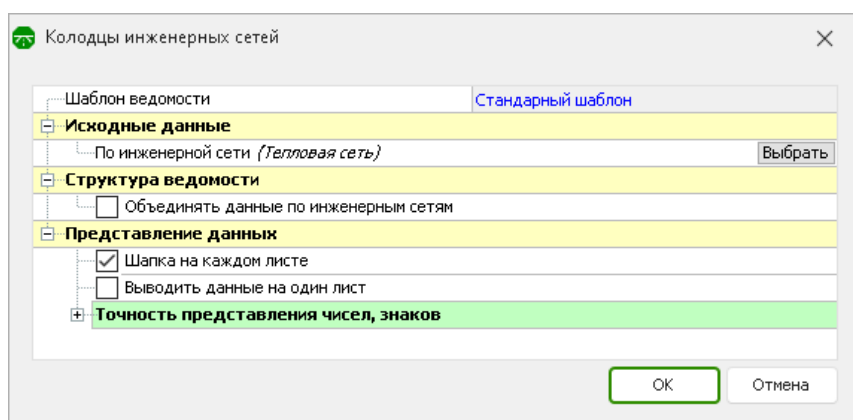 Колодцы инженерных сетей
Шаблон ведомости Стандарный шаблон
Исходные данные
По инженерной сети (Тепловая сеть) Выбрать
Структура ведомости
Объединять данные по инженерным сетям
Представление данных
Шапка на каждом листе
Выводить данные на один лист
Точность представления чисел, знаков
OK Отмена